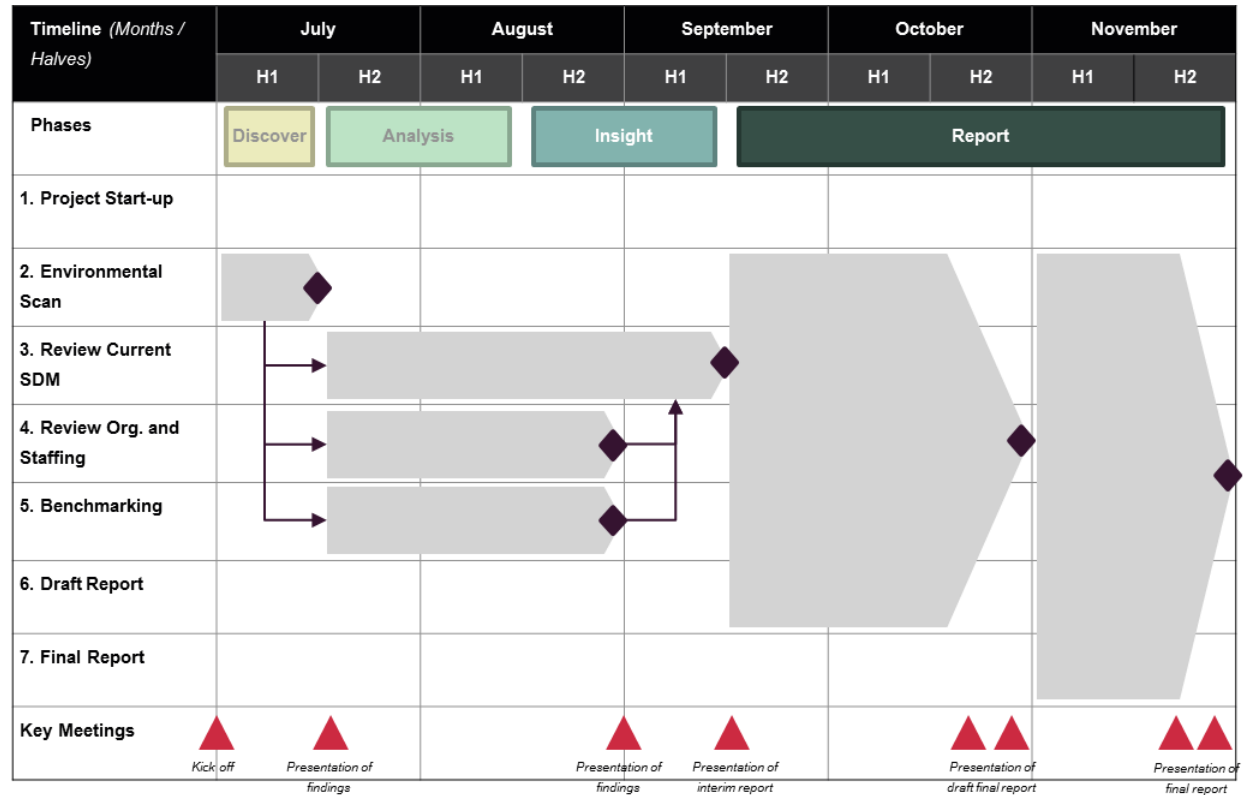 Timeline (Months /
Halves)
July
August
September
October
November
H1
H2
H1
H2
H1
H2
H1
H2
H1
H2
Phases
Discover
Analysis
Insight
Report
1. Project Start-up
2. Environmental
Scan
3. Review Current
SDM
4. Review Org. and
Staffing
5. Benchmarking
6. Draft Report
7. Final Report
Key Meetings
Kick off
Presentation of
findings
Presentation of
findings
Presentation of
interim report
Presentation of
draft final report
Presentation of
final report